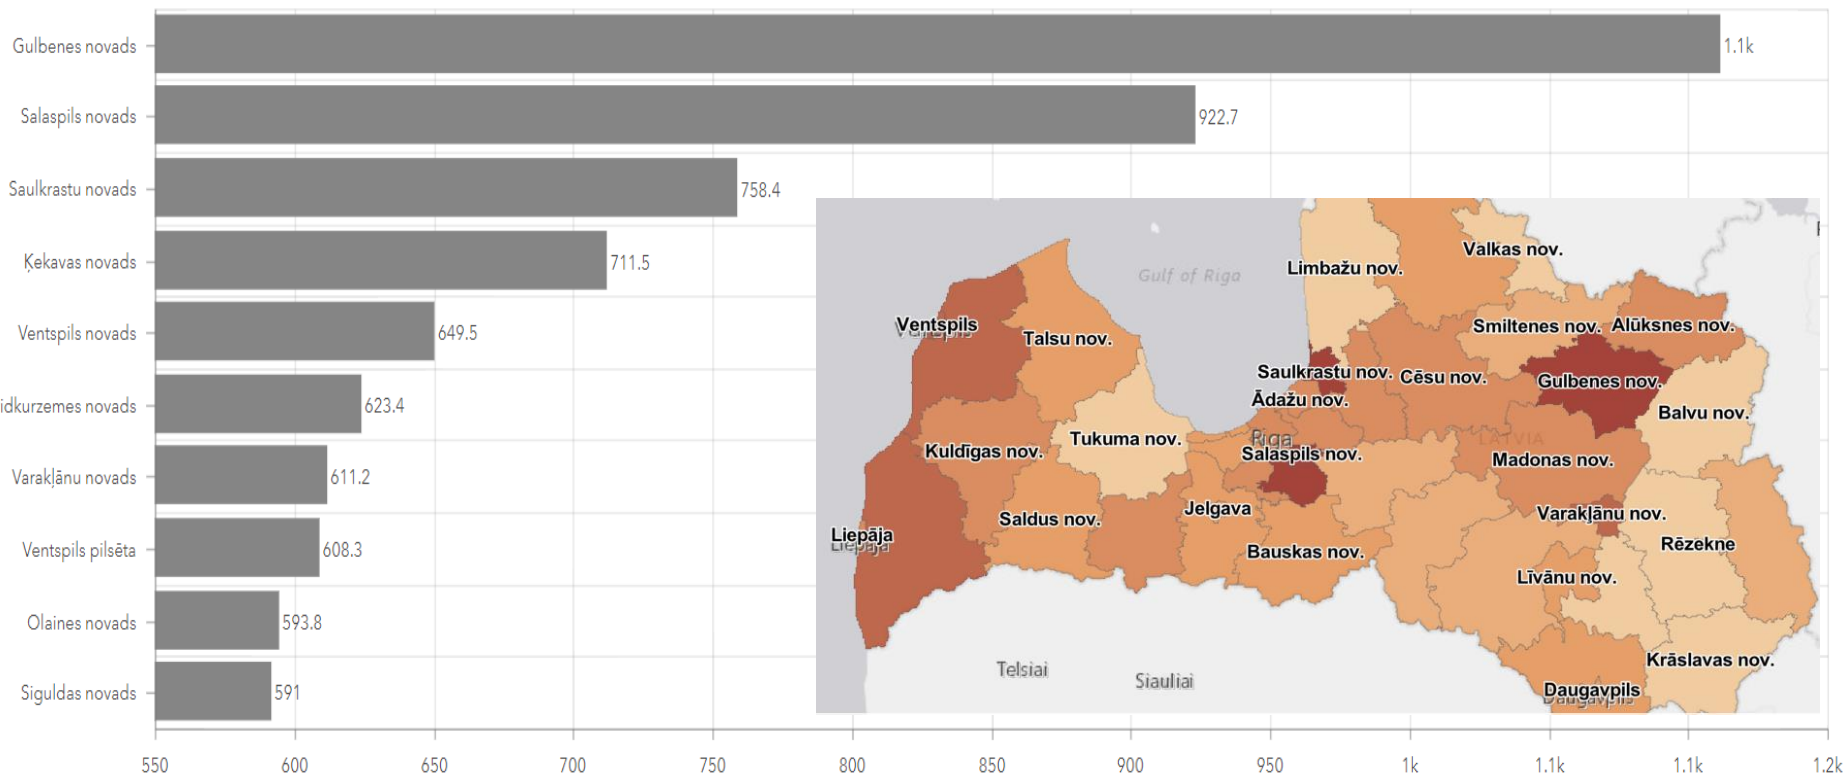 Gulbenes novads
1.1k
Salaspils novads
922.7
Saulkrastu novads
758.4
Ķekavas novads
711.5
Ventspils novads
649.5
idkurzemes novads
623.4
Varakļānu novads
611.2
Ventspils pilsēta
608.3
Olaines novads
593.8
Siguldas novads
591
550 600 650 700 750 800 850 900 950 1k 1.1k 1.1k 1.2k
Gulf of Riga
Limbažu nov.
Valkas nov.
Ventspils
Talsu nov.
Smiltenes nov.
Alūksnes nov.
Saulkrastu nov.
Cēsu nov.
Gulbenes nov.
Ādažu nov.
Balvu nov.
Tukuma nov.
Riga
LATVIA
Kuldīgas nov.
Salaspils nov.
Madonas nov.
Jelgava
Varakļānu nov.
Saldus nov.
Liepāja
Liepāja
Rēzekne
Bauskas nov.
Līvānu nov.
Krāslavas nov.
Telsiai
Siauliai
Daugavpils
Daugavpils